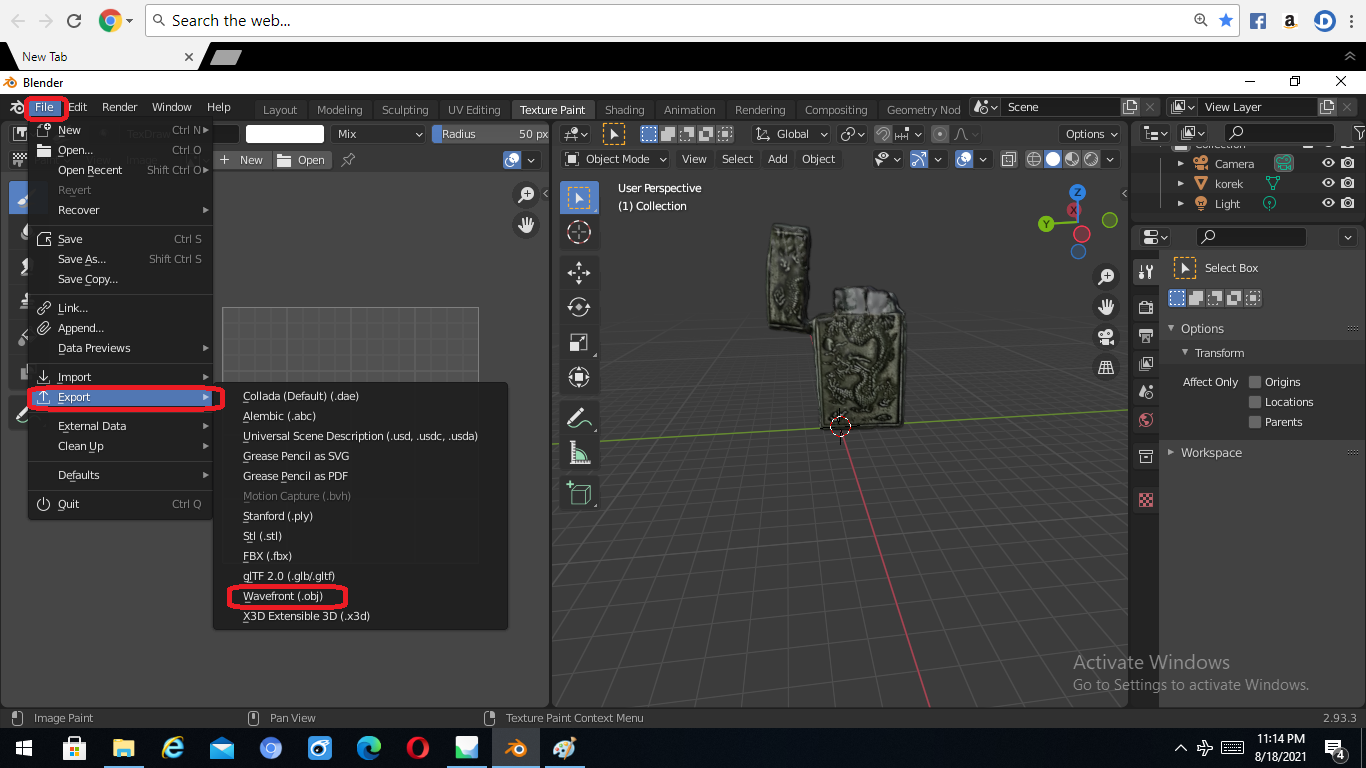 Search the web...
New Tab
Blender
File Edit Render Window Help
Layout Modeling Sculpting UV Editing Texture Paint Shading Animation Rendering Compositing Geometry Nod
Scene
View Layer
Mix
Radius 50 px
Global
Options
New
Open
Object Mode View Select Add Object
New Ctrl N
Open... Ctrl O
Open Recent Shift Ctrl O
Revert
Recover
Save Ctrl S
Save As... Shift Ctrl S
Save Copy...
Link...
Append...
Data Previews
Import
Export
External Data
Clean Up
Defaults
Quit Ctrl Q
Collada (Default) (.dae)
Alembic (.abc)
Universal Scene Description (.usd, .usdc, .usda)
Grease Pencil as SVG
Grease Pencil as PDF
Motion Capture (.bvh)
Stanford (.ply)
Stl (.stl)
FBX (.fbx)
glTF 2.0 (.glb/.gltf)
Wavefront (.obj)
X3D Extensible 3D (.x3d)
User Perspective
(1) Collection
Z
X
Y
Collection
Camera
korek
Light
Select Box
Options
Transform
Affect Only Origins
Locations
Parents
Workspace
Activate Windows
Go to Settings to activate Windows.
Image Paint
Pan View
Texture Paint Context Menu
2.93.3
11:14 PM
8/18/2021
4